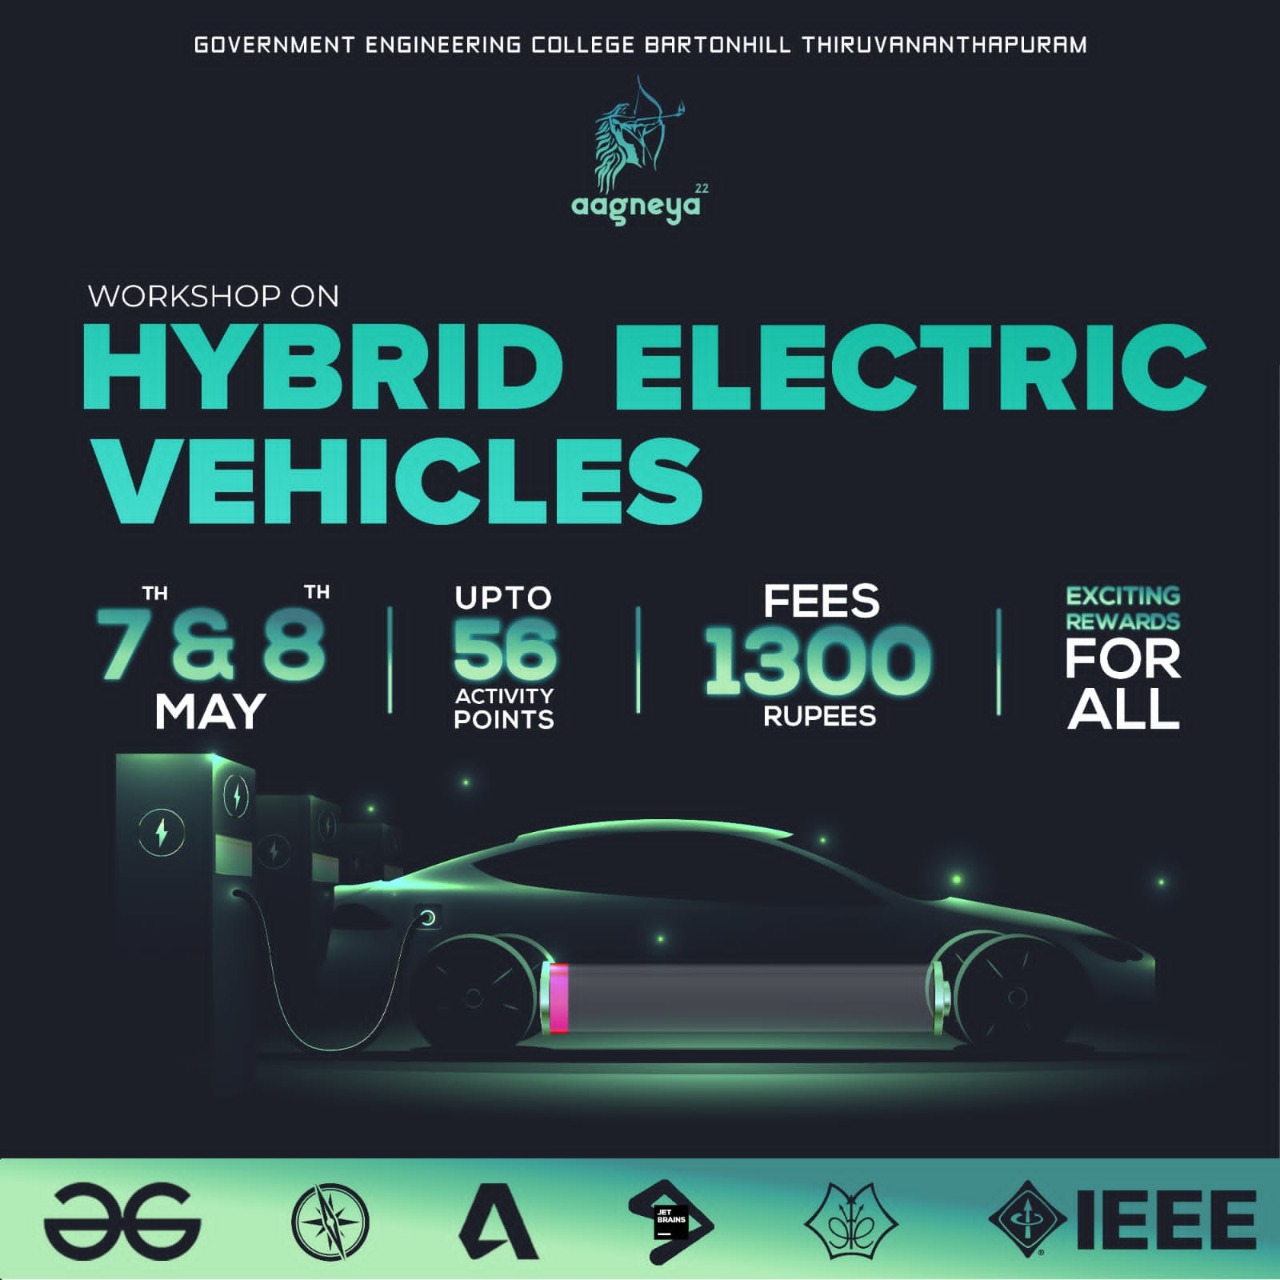 GOVERNMENT ENGINEERING COLLEGE BARTONHILL THIRUVANANTHAPURAM
aagneya 22
WORKSHOP ON
HYBRID ELECTRIC
VEHICLES
7TH & 8TH
MAY
UPTO
56
ACTIVITY
POINTS
FEES
1300
RUPEES
EXCITING
REWARDS
FOR
ALL
JET
BRAINS
IEEE